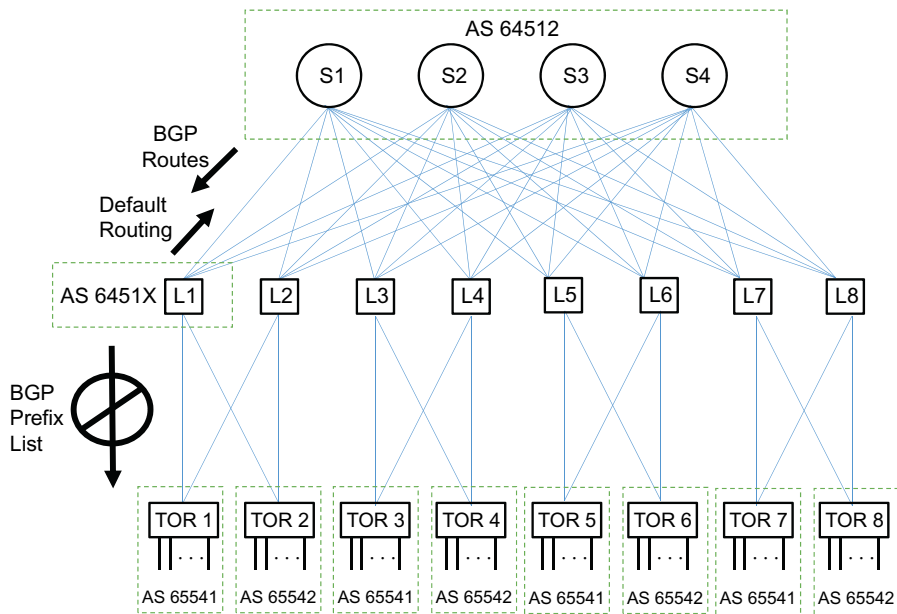 AS 64512
S1 S2 S3 S4
BGP
Routes
Default
Routing
AS 6451X L1 L2 L3 L4 L5 L6 L7 L8
BGP
Prefix
List
TOR 1 TOR 2 TOR 3 TOR 4 TOR 5 TOR 6 TOR 7 TOR 8
... ... ... ... ... ... ... ...
AS 65541 AS 65542 AS 65541 AS 65542 AS 65541 AS 65542 AS 65541 AS 65542